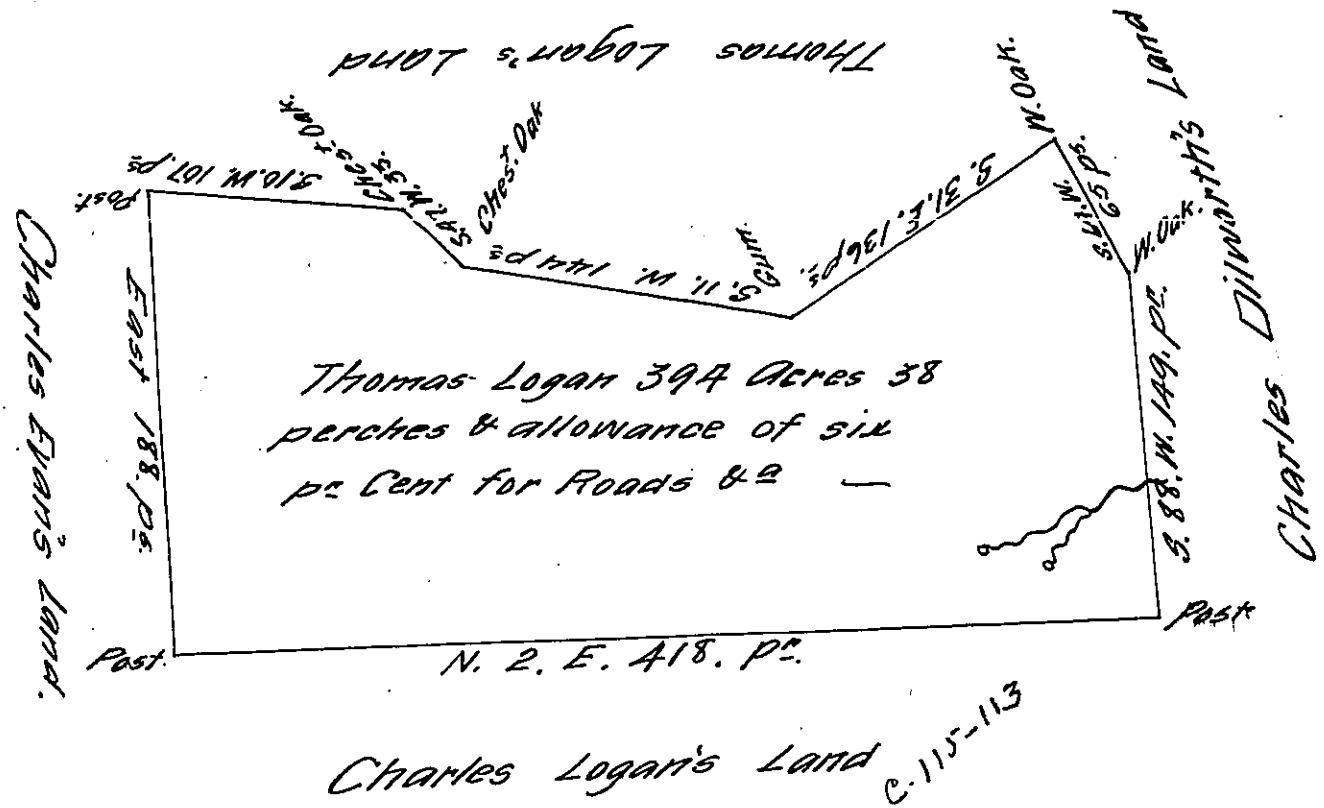 Thomas Logan's Land
W. Oak.
Chest Oak.
Chest. Oak
S. 47. W. 65 ps.
Charles Dilworth's Land
Post.
S. 10. W. 107. ps
S. 47. W. 35.
S. 11. W. 144 ps
Gum.
S. 31. E. 136 ps.
W. Oak.
Charles Evan's Land.
East 188. ps.
Thomas Logan 394 Acres 38
perches & allowance of six
pr Cent for Roads &a —
S. 88. W. 149. pr.
Post.
N. 2. E. 418. pr.
Post
Charles Logan's Land
C-115-113